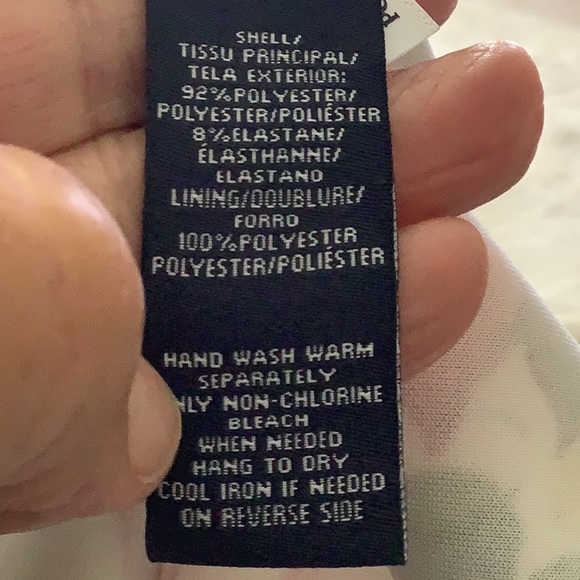 SHELL/
TISSU PRINCIPAL/
TELA EXTERIOR:
92%POLYESTER/
POLYESTER/POLIÉSTER
8%ELASTANE/
ÉLASTHANNE/
ELASTANO
LINING/DOUBLURE/
FORRO
100%POLYESTER
POLYESTER/POLIÉSTER
HAND WASH WARM
SEPARATELY
NLY NON-CHLORINE
BLEACH
WHEN NEEDED
HANG TO DRY
COOL IRON IF NEEDED
ON REVERSE SIDE